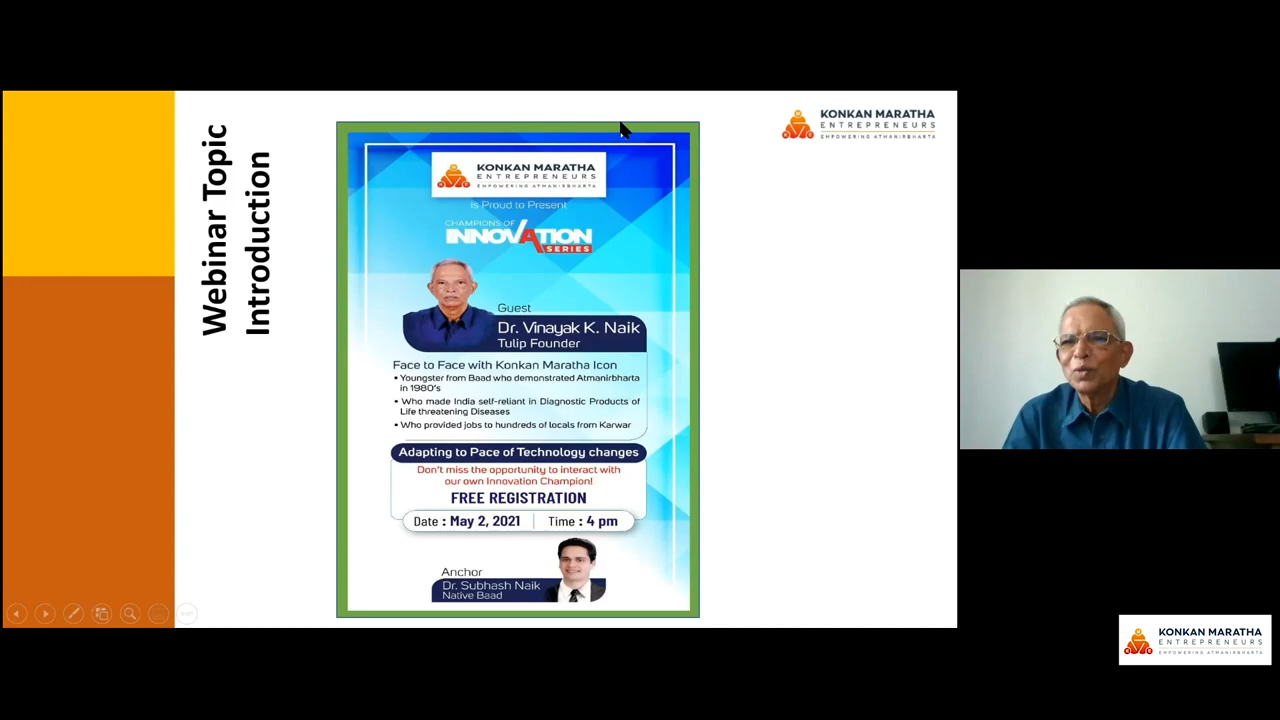 Webinar Topic
Introduction
KONKAN MARATHA
ENTREPRENEURS
EMPOWERING ATMANIRBHARTA
KONKAN MARATHA
ENTREPRENEURS
EMPOWERING ATMANIRBHARTA
is Proud to Present
CHAMPIONS OF
INNOVATION
SERIES
Guest
Dr. Vinayak K. Naik
Tulip Founder
Face to Face with Konkan Maratha Icon
• Youngster from Baad who demonstrated Atmanirbharta
in 1980's
• Who made India self-reliant in Diagnostic Products of
Life threatening Diseases
• Who provided jobs to hundreds of locals from Karwar
Adapting to Pace of Technology changes
Don't miss the opportunity to interact with
our own Innovation Champion!
FREE REGISTRATION
Date : May 2, 2021 Time : 4 pm
Anchor
Dr. Subhash Naik
Native Baad
KONKAN MARATHA
ENTREPRENEURS
EMPOWERING ATMANIRBHARTA